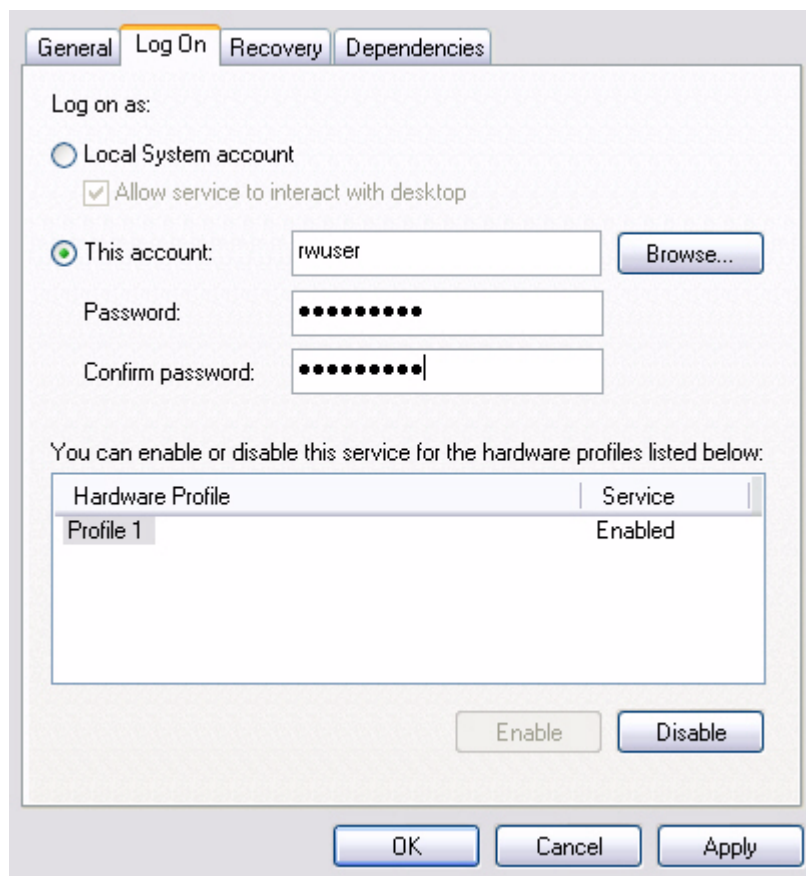 General Log On Recovery Dependencies
Log on as:
Local System account
Allow service to interact with desktop
This account: rwuser Browse...
Password: ●●●●●●●●●
Confirm password: ●●●●●●●●●
You can enable or disable this service for the hardware profiles listed below:
Hardware Profile Service
Profile 1 Enabled
Enable Disable
OK Cancel Apply